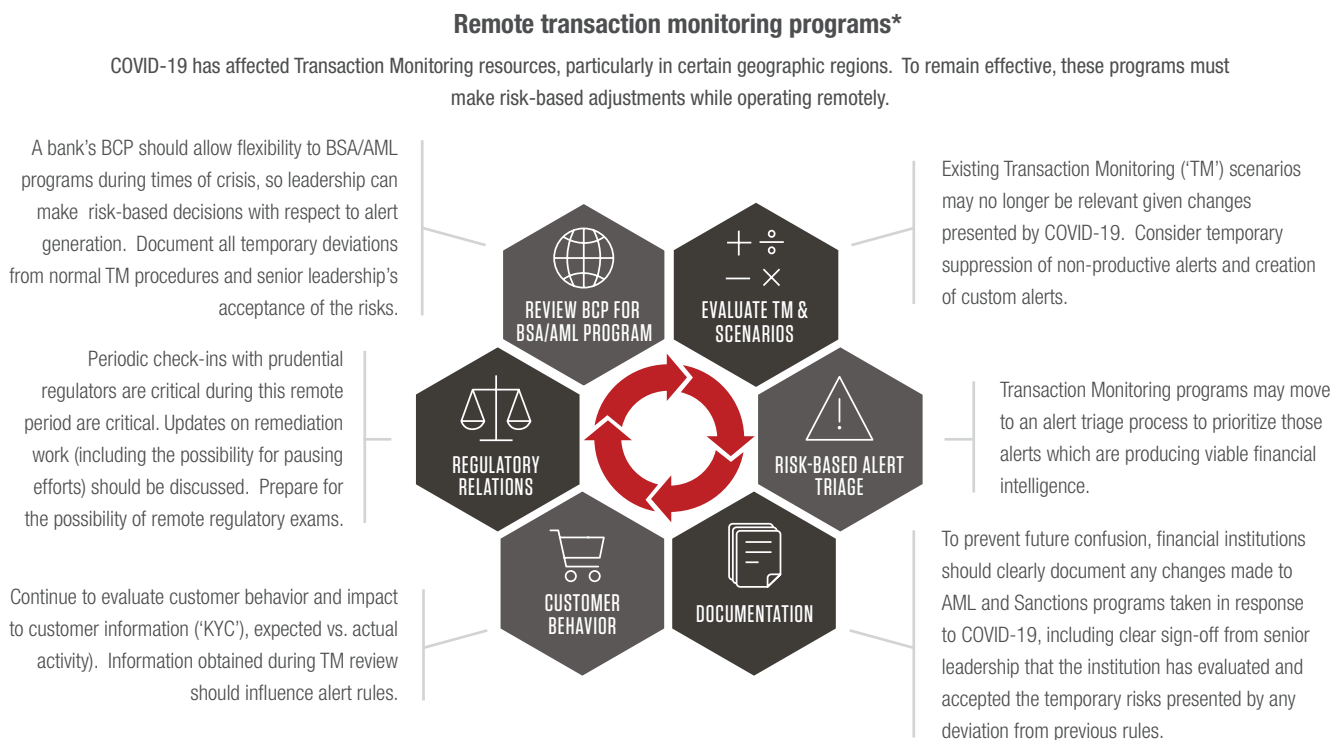 Remote transaction monitoring programs*
COVID-19 has affected Transaction Monitoring resources, particularly in certain geographic regions.  To remain effective, these programs must
make risk-based adjustments while operating remotely.
A bank's BCP should allow flexibility to BSA/AML
programs during times of crisis, so leadership can
make  risk-based decisions with respect to alert
generation.  Document all temporary deviations
from normal TM procedures and senior leadership's
acceptance of the risks.
REVIEW BCP FOR
BSA/AML PROGRAM
EVALUATE TM &
SCENARIOS
Existing Transaction Monitoring ('TM') scenarios
may no longer be relevant given changes
presented by COVID-19.  Consider temporary
suppression of non-productive alerts and creation
of custom alerts.
Periodic check-ins with prudential
regulators are critical during this remote
period are critical. Updates on remediation
work (including the possibility for pausing
efforts) should be discussed.  Prepare for
the possibility of remote regulatory exams.
REGULATORY
RELATIONS
RISK-BASED ALERT
TRIAGE
Transaction Monitoring programs may move
to an alert triage process to prioritize those
alerts which are producing viable financial
intelligence.
Continue to evaluate customer behavior and impact
to customer information ('KYC'), expected vs. actual
activity).  Information obtained during TM review
should influence alert rules.
CUSTOMER
BEHAVIOR
DOCUMENTATION
To prevent future confusion, financial institutions
should clearly document any changes made to
AML and Sanctions programs taken in response
to COVID-19, including clear sign-off from senior
leadership that the institution has evaluated and
accepted the temporary risks presented by any
deviation from previous rules.